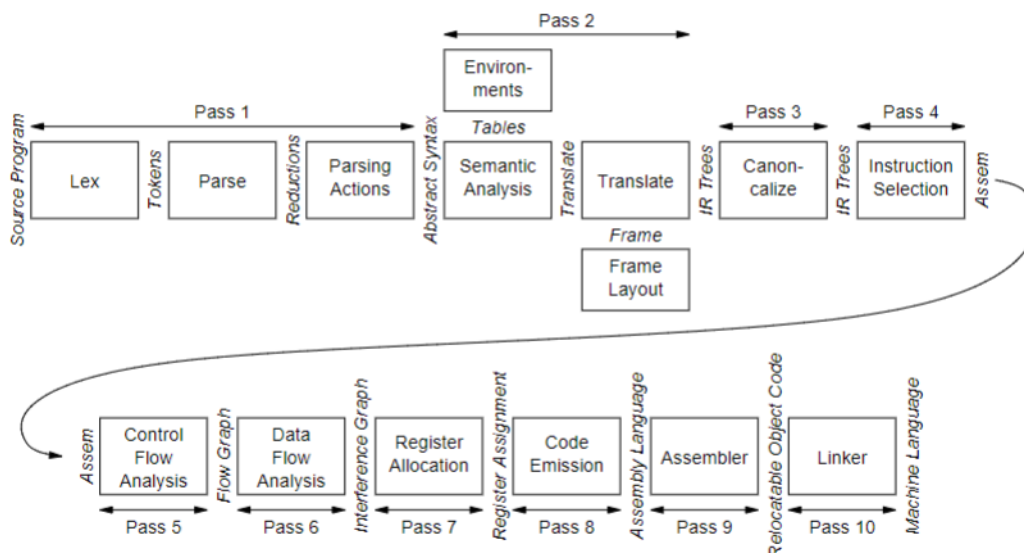 Pass 2
Environ-
ments
Pass 1
Pass 3
Pass 4
Tables
Source Program
Lex
Tokens
Parse
Reductions
Parsing
Actions
Abstract Syntax
Semantic
Analysis
Translate
Translate
IR Trees
Canon-
calize
IR Trees
Instruction
Selection
Assem
Frame
Frame
Layout
Assem
Control
Flow
Analysis
Flow Graph
Data
Flow
Analysis
Interference Graph
Register
Allocation
Register Assignment
Code
Emission
Assembly Language
Assembler
Relocatable Object Code
Linker
Machine Language
Pass 5
Pass 6
Pass 7
Pass 8
Pass 9
Pass 10